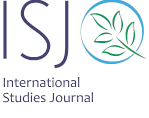 ISJ
International
Studies Journal